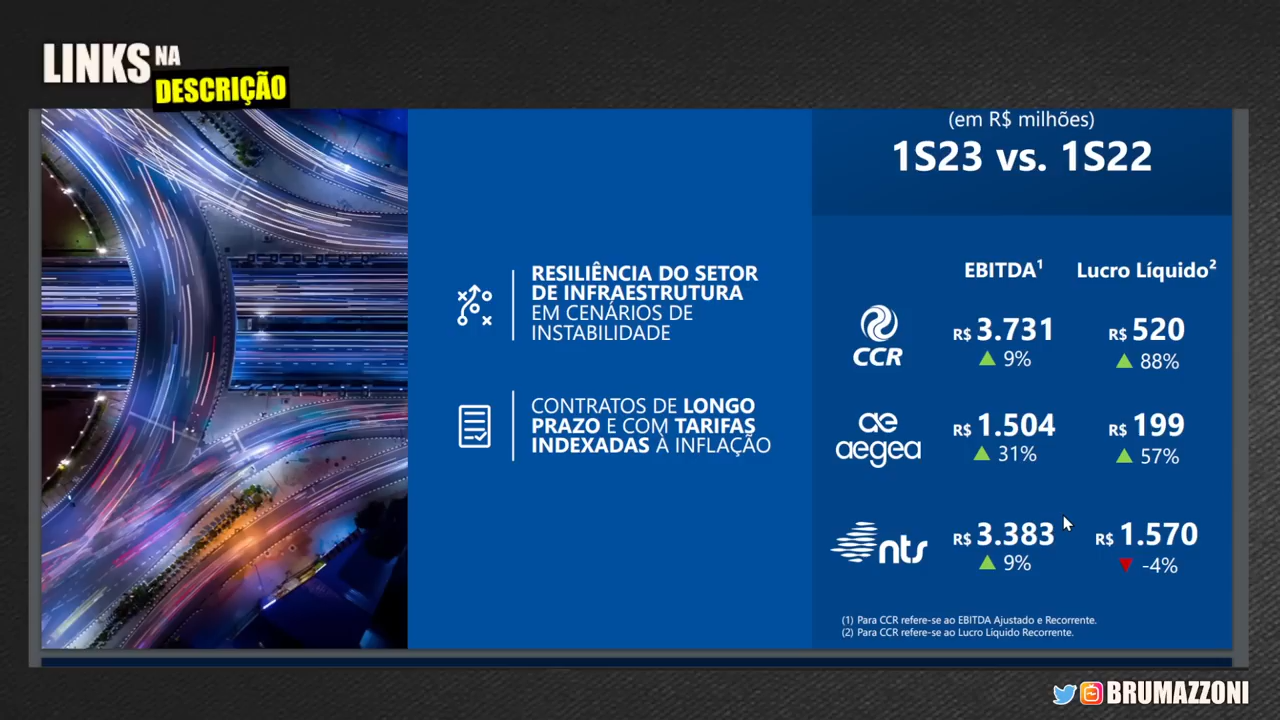 LINKS NA
DESCRIÇÃO
(em R$ milhões)
1S23 vs. 1S22
RESILIÊNCIA DO SETOR
DE INFRAESTRUTURA
EM CENÁRIOS DE
INSTABILIDADE
CONTRATOS DE LONGO
PRAZO E COM TARIFAS
INDEXADAS À INFLAÇÃO
EBITDA¹ Lucro Líquido²
CCR R$ 3.731 R$ 520
9% 88%
aegea R$ 1.504 R$ 199
31% 57%
nts R$ 3.383 R$ 1.570
9% -4%
(1) Para CCR refere-se ao EBITDA Ajustado e Recorrente.
(2) Para CCR refere-se ao Lucro Líquido Recorrente.
BRUMAZZONI